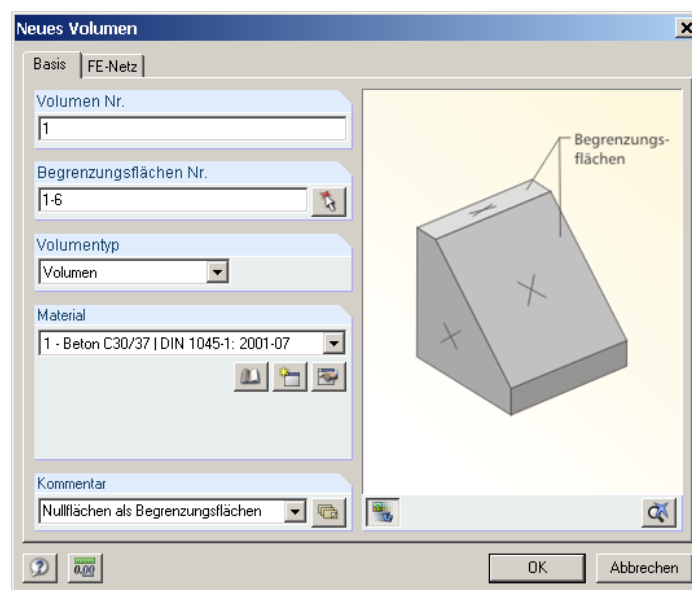 Neues Volumen
Basis
FE-Netz
Volumen Nr.
1
Begrenzungsflächen Nr.
1-6
Volumentyp
Volumen
Material
1 - Beton C30/37 | DIN 1045-1: 2001-07
Kommentar
Nullflächen als Begrenzungsflächen
Begrenzungs-
flächen
0.00
OK
Abbrechen